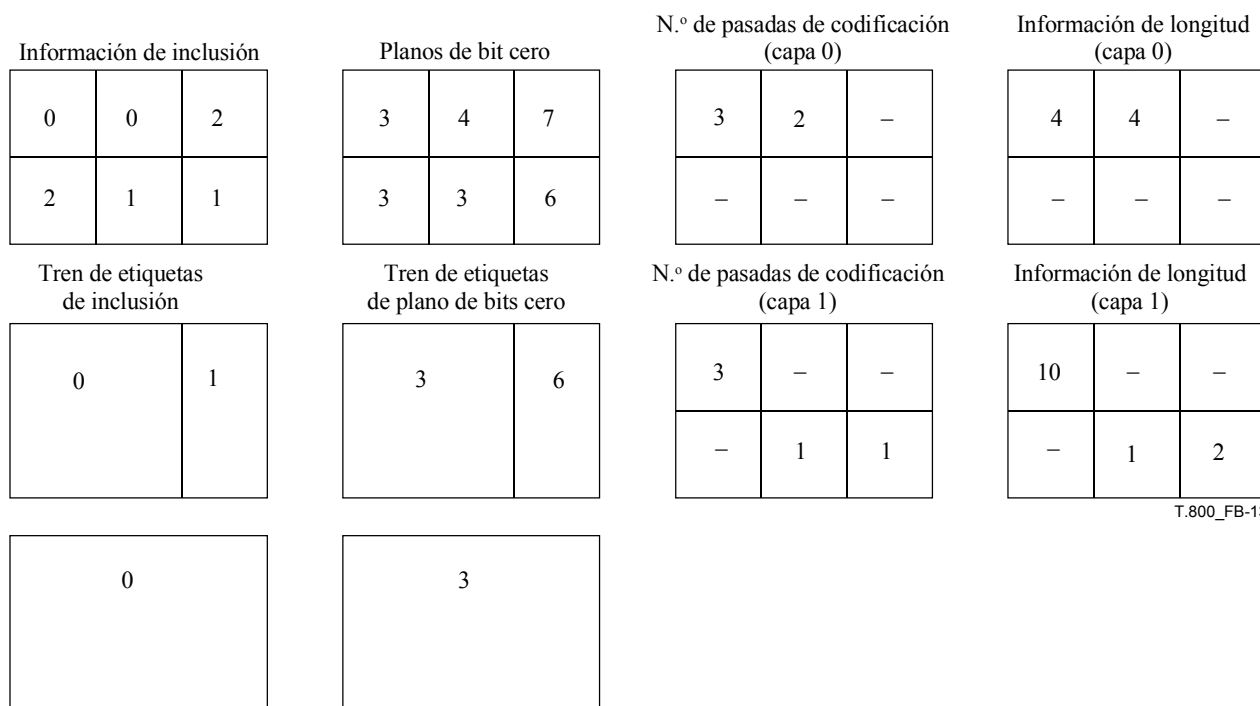 Información de inclusión
0 0 2
2 1 1
Planos de bit cero
3 4 7
3 3 6
N.º de pasadas de codificación
(capa 0)
3 2 –
– – –
Información de longitud
(capa 0)
4 4 –
– – –
Tren de etiquetas
de inclusión
0 1
0
Tren de etiquetas
de plano de bits cero
3 6
3
N.º de pasadas de codificación
(capa 1)
3 – –
– 1 1
Información de longitud
(capa 1)
10 – –
– 1 2